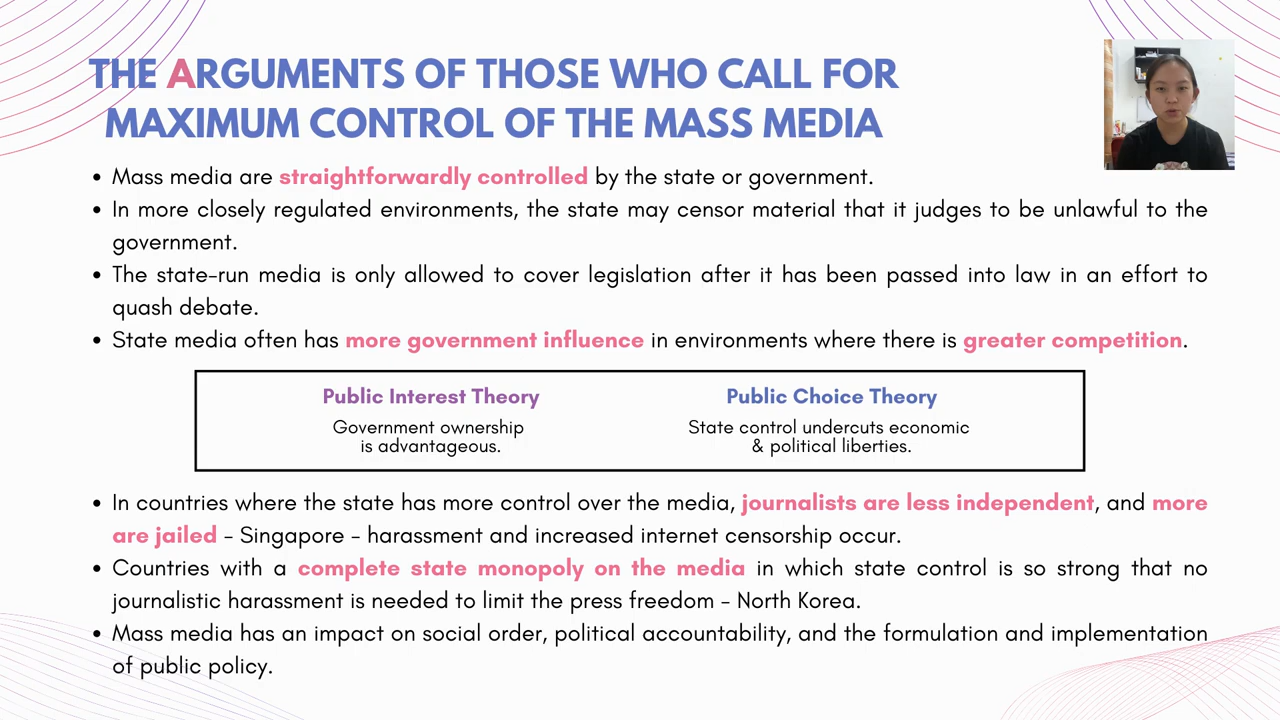 THE ARGUMENTS OF THOSE WHO CALL FOR
MAXIMUM CONTROL OF THE MASS MEDIA
• Mass media are straightforwardly controlled by the state or government.
• In more closely regulated environments, the state may censor material that it judges to be unlawful to the
government.
• The state-run media is only allowed to cover legislation after it has been passed into law in an effort to
quash debate.
• State media often has more government influence in environments where there is greater competition.
Public Interest Theory
Government ownership
is advantageous.
Public Choice Theory
State control undercuts economic
& political liberties.
• In countries where the state has more control over the media, journalists are less independent, and more
are jailed - Singapore - harassment and increased internet censorship occur.
• Countries with a complete state monopoly on the media in which state control is so strong that no
journalistic harassment is needed to limit the press freedom - North Korea.
• Mass media has an impact on social order, political accountability, and the formulation and implementation
of public policy.